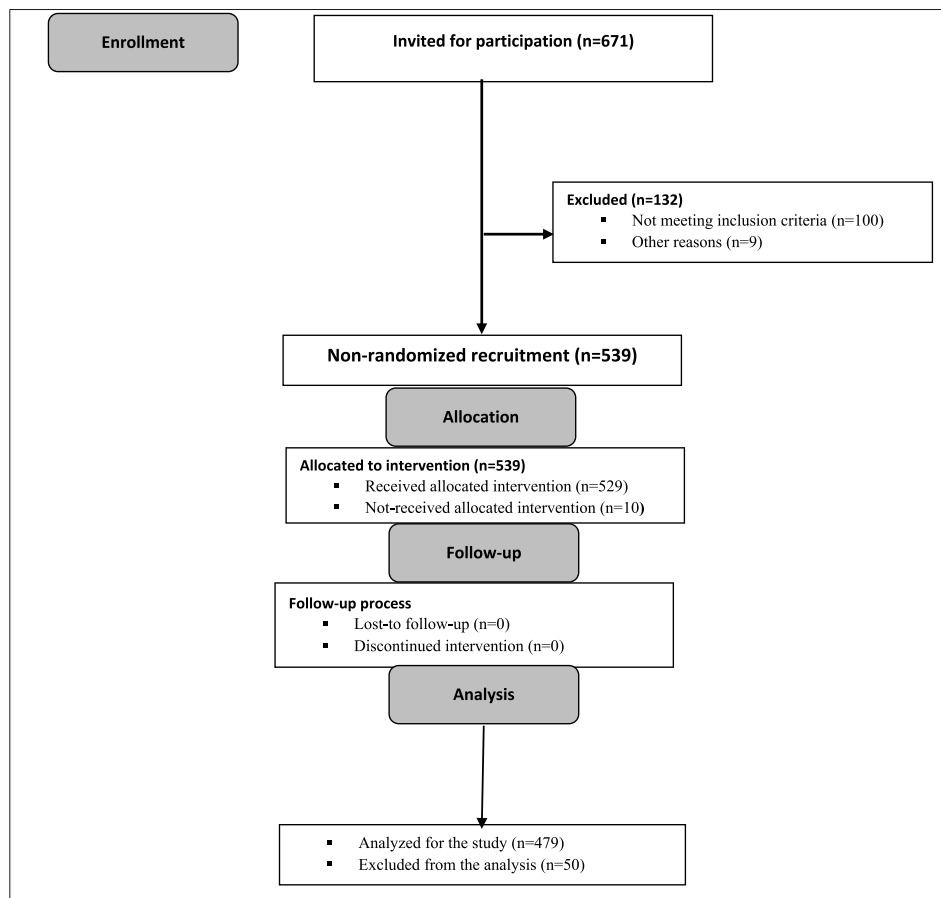 Enrollment
Invited for participation (n=671)
Excluded (n=132)
▪ Not meeting inclusion criteria (n=100)
▪ Other reasons (n=9)
Non-randomized recruitment (n=539)
Allocation
Allocated to intervention (n=539)
▪ Received allocated intervention (n=529)
▪ Not-received allocated intervention (n=10)
Follow-up
Follow-up process
▪ Lost-to follow-up (n=0)
▪ Discontinued intervention (n=0)
Analysis
▪ Analyzed for the study (n=479)
▪ Excluded from the analysis (n=50)